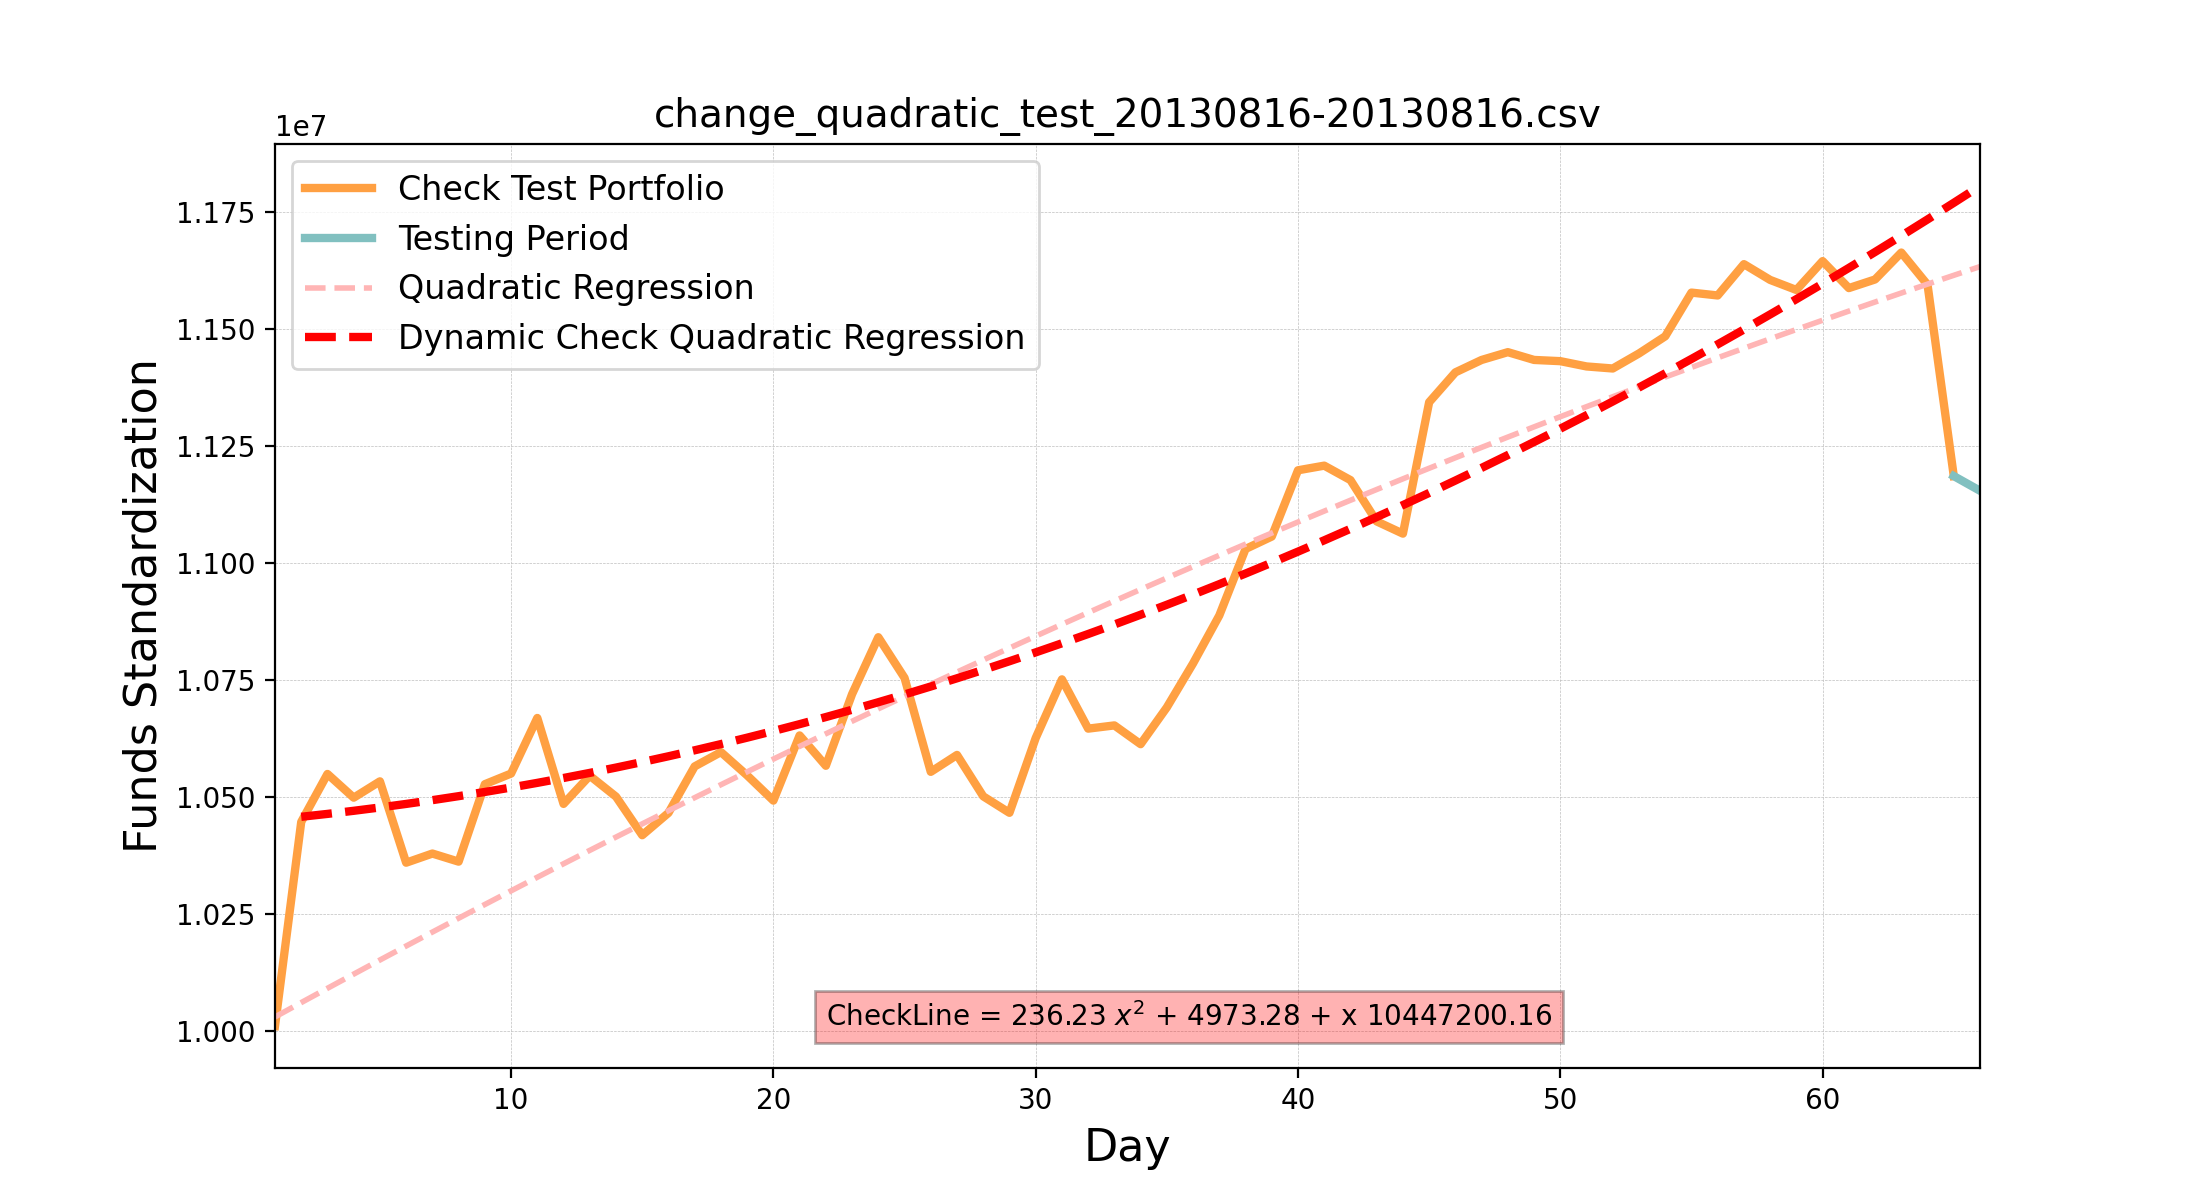 change_quadratic_test_20130816-20130816.csv
1e7
Check Test Portfolio
Testing Period
Quadratic Regression
Dynamic Check Quadratic Regression
1.175
1.150
1.125
1.100
1.075
1.050
1.025
1.000
Funds Standardization
CheckLine = 236.23 x² + 4973.28 + x 10447200.16
10 20 30 40 50 60
Day